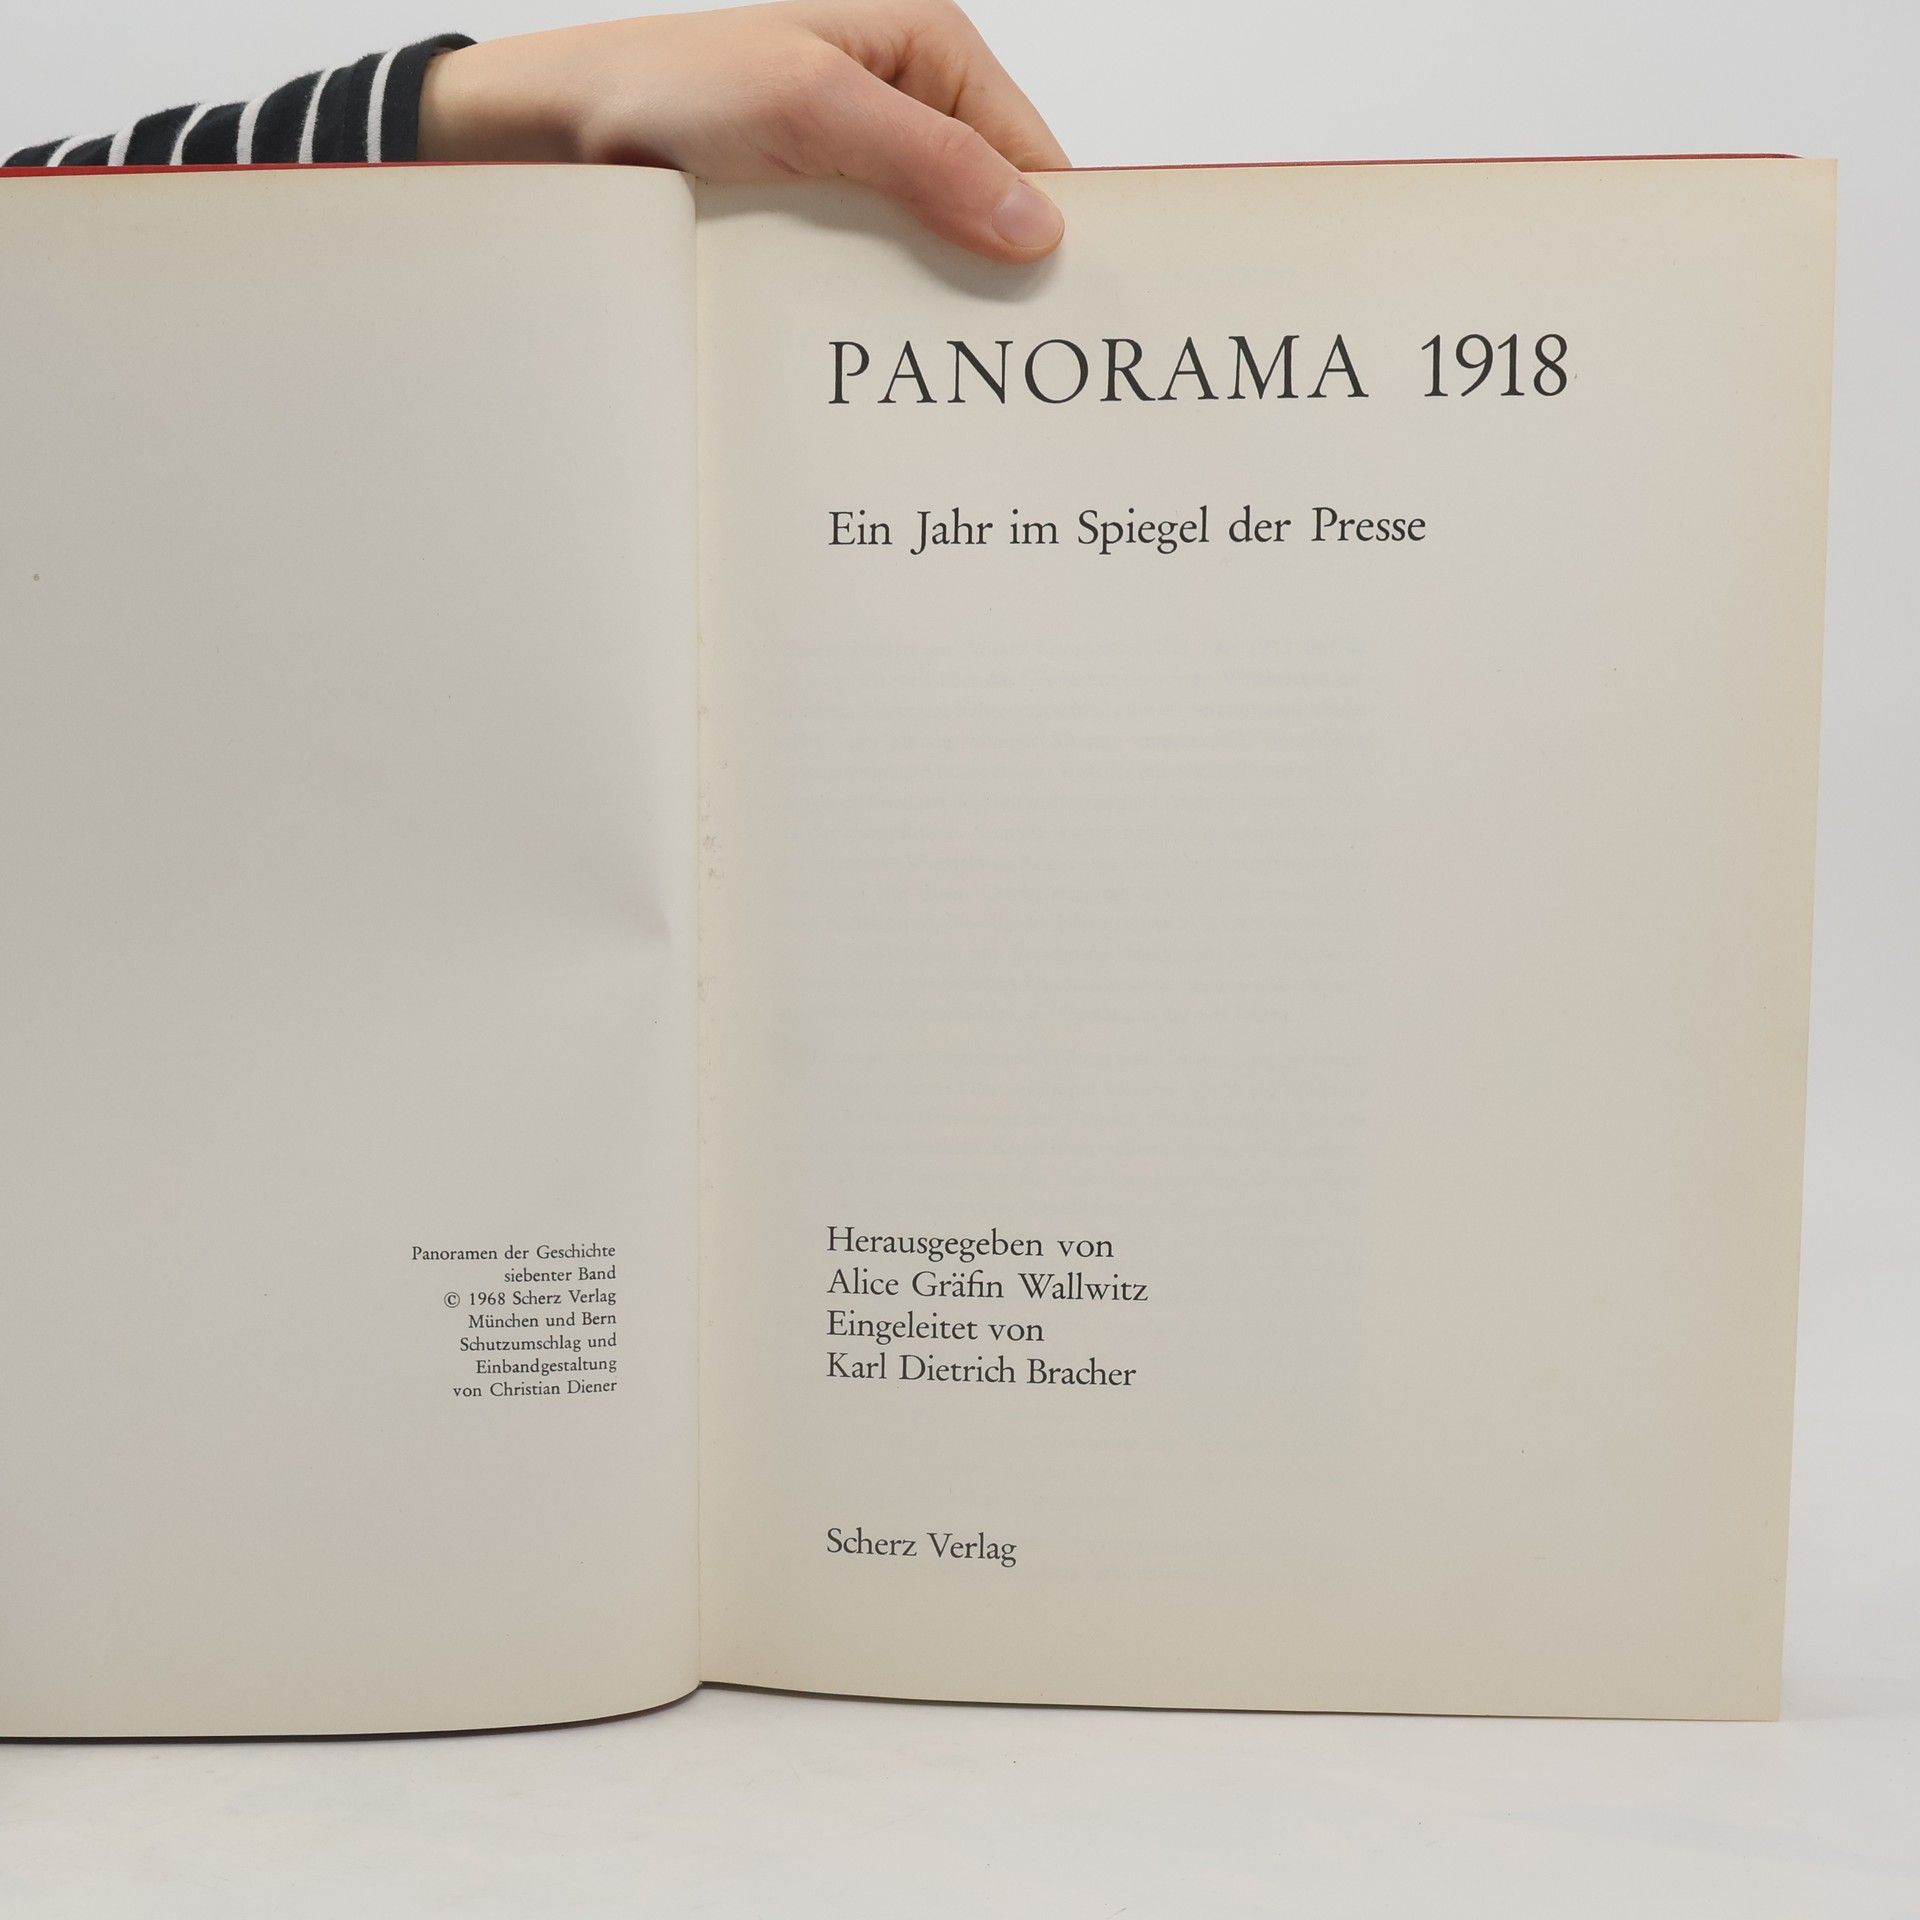 Panoramen der Geschichte
siebenter Band
© 1968 Scherz Verlag
München und Bern
Schutzumschlag und
Einbandgestaltung
von Christian Diener
PANORAMA 1918
Ein Jahr im Spiegel der Presse
Herausgegeben von
Alice Gräfin Wallwitz
Eingeleitet von
Karl Dietrich Bracher
Scherz Verlag